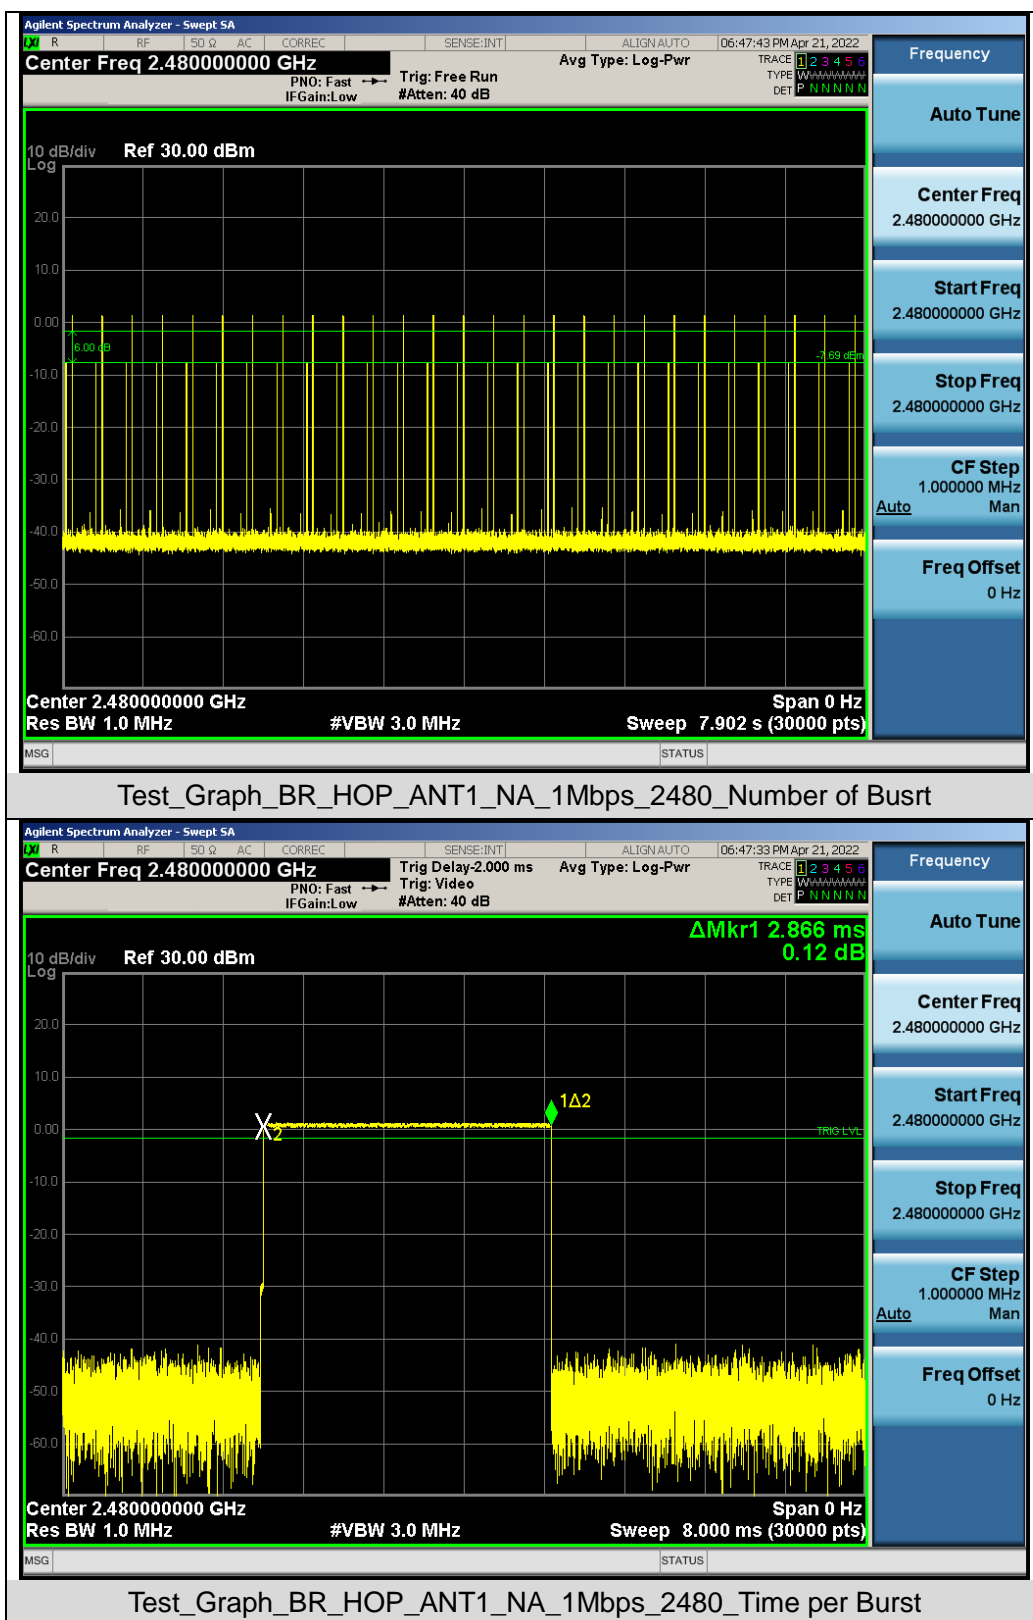 Agilent Spectrum Analyzer - Swept SA
LXI R RF 50 Ω AC CORREC SENSE:INT ALIGN AUTO 06:47:43 PM Apr 21, 2022
Center Freq 2.480000000 GHz
PNO: Fast
IFGain:Low
Trig: Free Run
#Atten: 40 dB
Avg Type: Log-Pwr
TRACE 1 2 3 4 5 6
TYPE WWWWWW
DET P N N N N N
10 dB/div
Log
Ref 30.00 dBm
20.0
10.0
0.00
6.00 dB
-7.69 dBm
-10.0
-20.0
-30.0
-40.0
-50.0
-60.0
Center 2.480000000 GHz
Span 0 Hz
Res BW 1.0 MHz
#VBW 3.0 MHz
Sweep 7.902 s (30000 pts)
MSG
STATUS
Frequency
Auto Tune
Center Freq
2.480000000 GHz
Start Freq
2.480000000 GHz
Stop Freq
2.480000000 GHz
CF Step
1.000000 MHz
Auto Man
Freq Offset
0 Hz
Test_Graph_BR_HOP_ANT1_NA_1Mbps_2480_Number of Busrt
Agilent Spectrum Analyzer - Swept SA
LXI R RF 50 Ω AC CORREC SENSE:INT ALIGN AUTO 06:47:33 PM Apr 21, 2022
Center Freq 2.480000000 GHz
PNO: Fast
IFGain:Low
Trig Delay-2.000 ms
Trig: Video
#Atten: 40 dB
Avg Type: Log-Pwr
TRACE 1 2 3 4 5 6
TYPE WWWWWW
DET P N N N N N
ΔMkr1 2.866 ms
0.12 dB
10 dB/div
Log
Ref 30.00 dBm
20.0
10.0
1Δ2
0.00
2
TRIG LVL
-10.0
-20.0
-30.0
-40.0
-50.0
-60.0
Center 2.480000000 GHz
Span 0 Hz
Res BW 1.0 MHz
#VBW 3.0 MHz
Sweep 8.000 ms (30000 pts)
MSG
STATUS
Frequency
Auto Tune
Center Freq
2.480000000 GHz
Start Freq
2.480000000 GHz
Stop Freq
2.480000000 GHz
CF Step
1.000000 MHz
Auto Man
Freq Offset
0 Hz
Test_Graph_BR_HOP_ANT1_NA_1Mbps_2480_Time per Burst